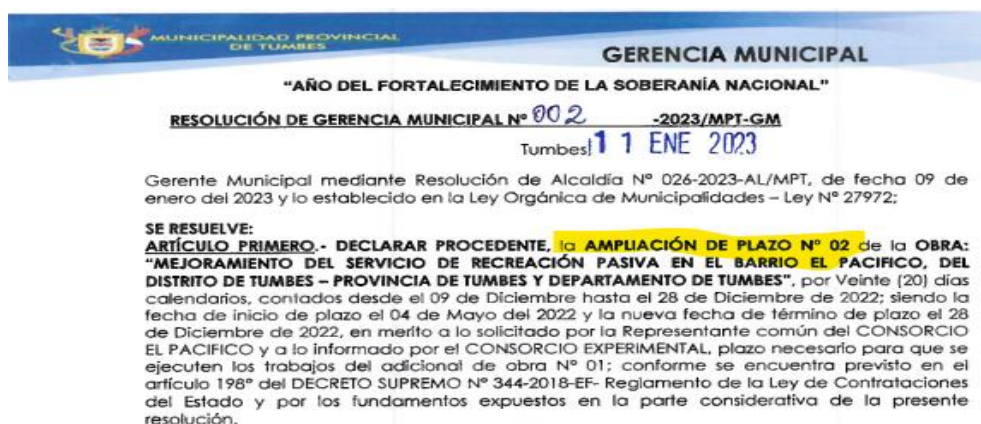 MUNICIPALIDAD PROVINCIAL
DE TUMBES
GERENCIA MUNICIPAL
“AÑO DEL FORTALECIMIENTO DE LA SOBERANÍA NACIONAL”
RESOLUCIÓN DE GERENCIA MUNICIPAL Nº 002 -2023/MPT-GM
Tumbes, 11 ENE 2023
Gerente Municipal mediante Resolución de Alcaldía Nº 026-2023-AL/MPT, de fecha 09 de
enero del 2023 y lo establecido en la Ley Orgánica de Municipalidades – Ley Nº 27972;
SE RESUELVE:
ARTÍCULO PRIMERO.- DECLARAR PROCEDENTE, la AMPLIACIÓN DE PLAZO Nº 02 de la OBRA:
“MEJORAMIENTO DEL SERVICIO DE RECREACIÓN PASIVA EN EL BARRIO EL PACIFICO, DEL
DISTRITO DE TUMBES – PROVINCIA DE TUMBES Y DEPARTAMENTO DE TUMBES”, por Veinte (20) días
calendarios, contados desde el 09 de Diciembre hasta el 28 de Diciembre de 2022; siendo la
fecha de inicio de plazo el 04 de Mayo del 2022 y la nueva fecha de término de plazo el 28
de Diciembre de 2022, en merito a lo solicitado por la Representante común del CONSORCIO
EL PACIFICO y a lo informado por el CONSORCIO EXPERIMENTAL, plazo necesario para que se
ejecuten los trabajos del adicional de obra Nº 01; conforme se encuentra previsto en el
artículo 198º del DECRETO SUPREMO Nº 344-2018-EF- Reglamento de la Ley de Contrataciones
del Estado y por los fundamentos expuestos en la parte considerativa de la presente
resolución.